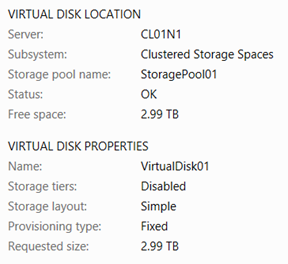 VIRTUAL DISK LOCATION
Server: CL01N1
Subsystem: Clustered Storage Spaces
Storage pool name: StoragePool01
Status: OK
Free space: 2.99 TB
VIRTUAL DISK PROPERTIES
Name: VirtualDisk01
Storage tiers: Disabled
Storage layout: Simple
Provisioning type: Fixed
Requested size: 2.99 TB